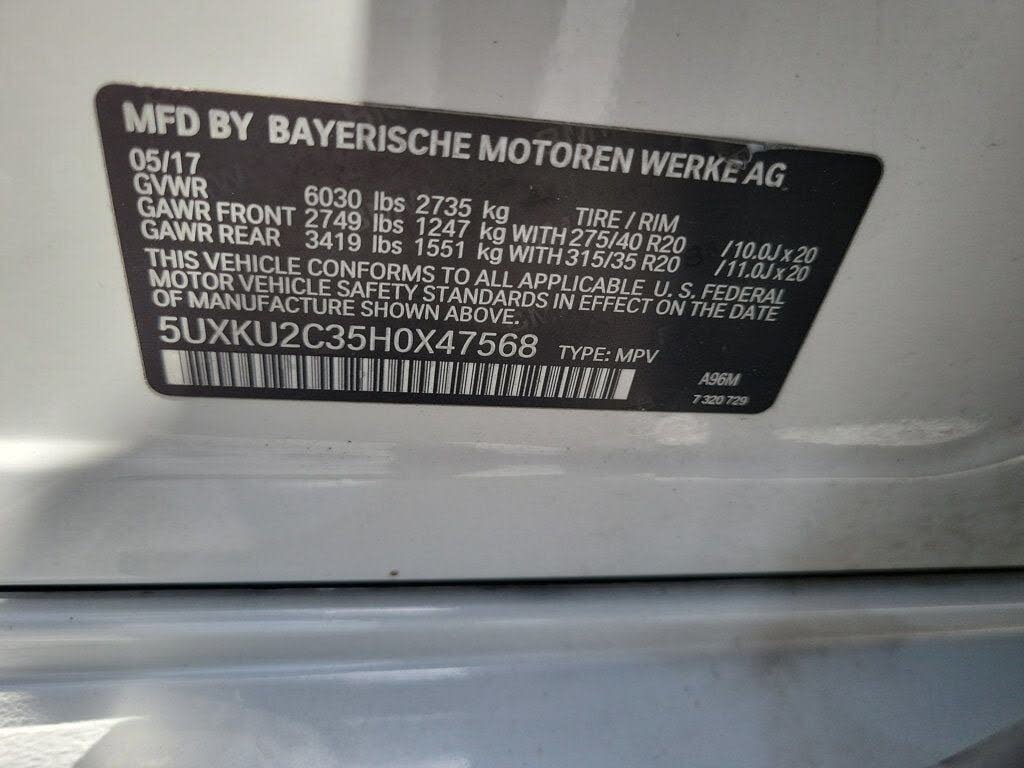 MFD BY BAYERISCHE MOTOREN WERKE AG
05/17
GVWR 6030 lbs 2735 kg TIRE / RIM
GAWR FRONT 2749 lbs 1247 kg WITH 275/40 R20 /10.0J x 20
GAWR REAR 3419 lbs 1551 kg WITH 315/35 R20 /11.0J x 20
THIS VEHICLE CONFORMS TO ALL APPLICABLE U. S. FEDERAL
MOTOR VEHICLE SAFETY STANDARDS IN EFFECT ON THE DATE
OF MANUFACTURE SHOWN ABOVE.
5UXKU2C35H0X47568 TYPE: MPV
A96M
7 320 729